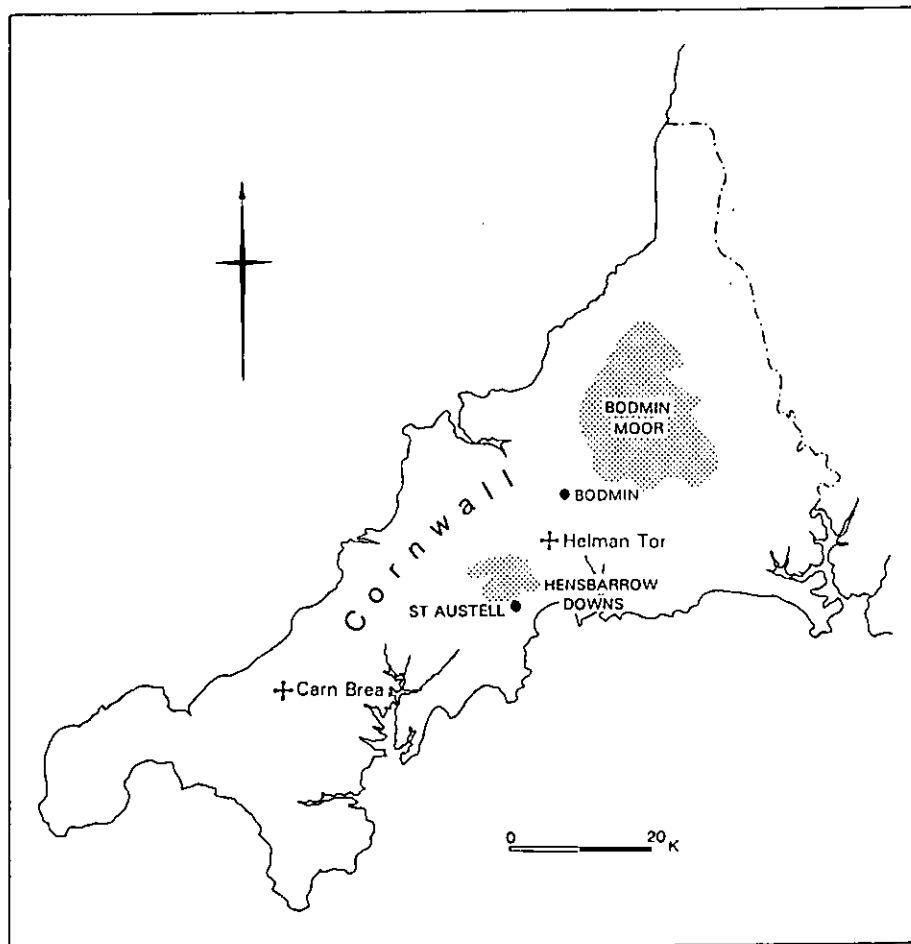 BODMIN
MOOR
BODMIN
Cornwall
Helman Tor
HENSBARROW
DOWNS
ST AUSTELL
Carn Brea
0 20 K